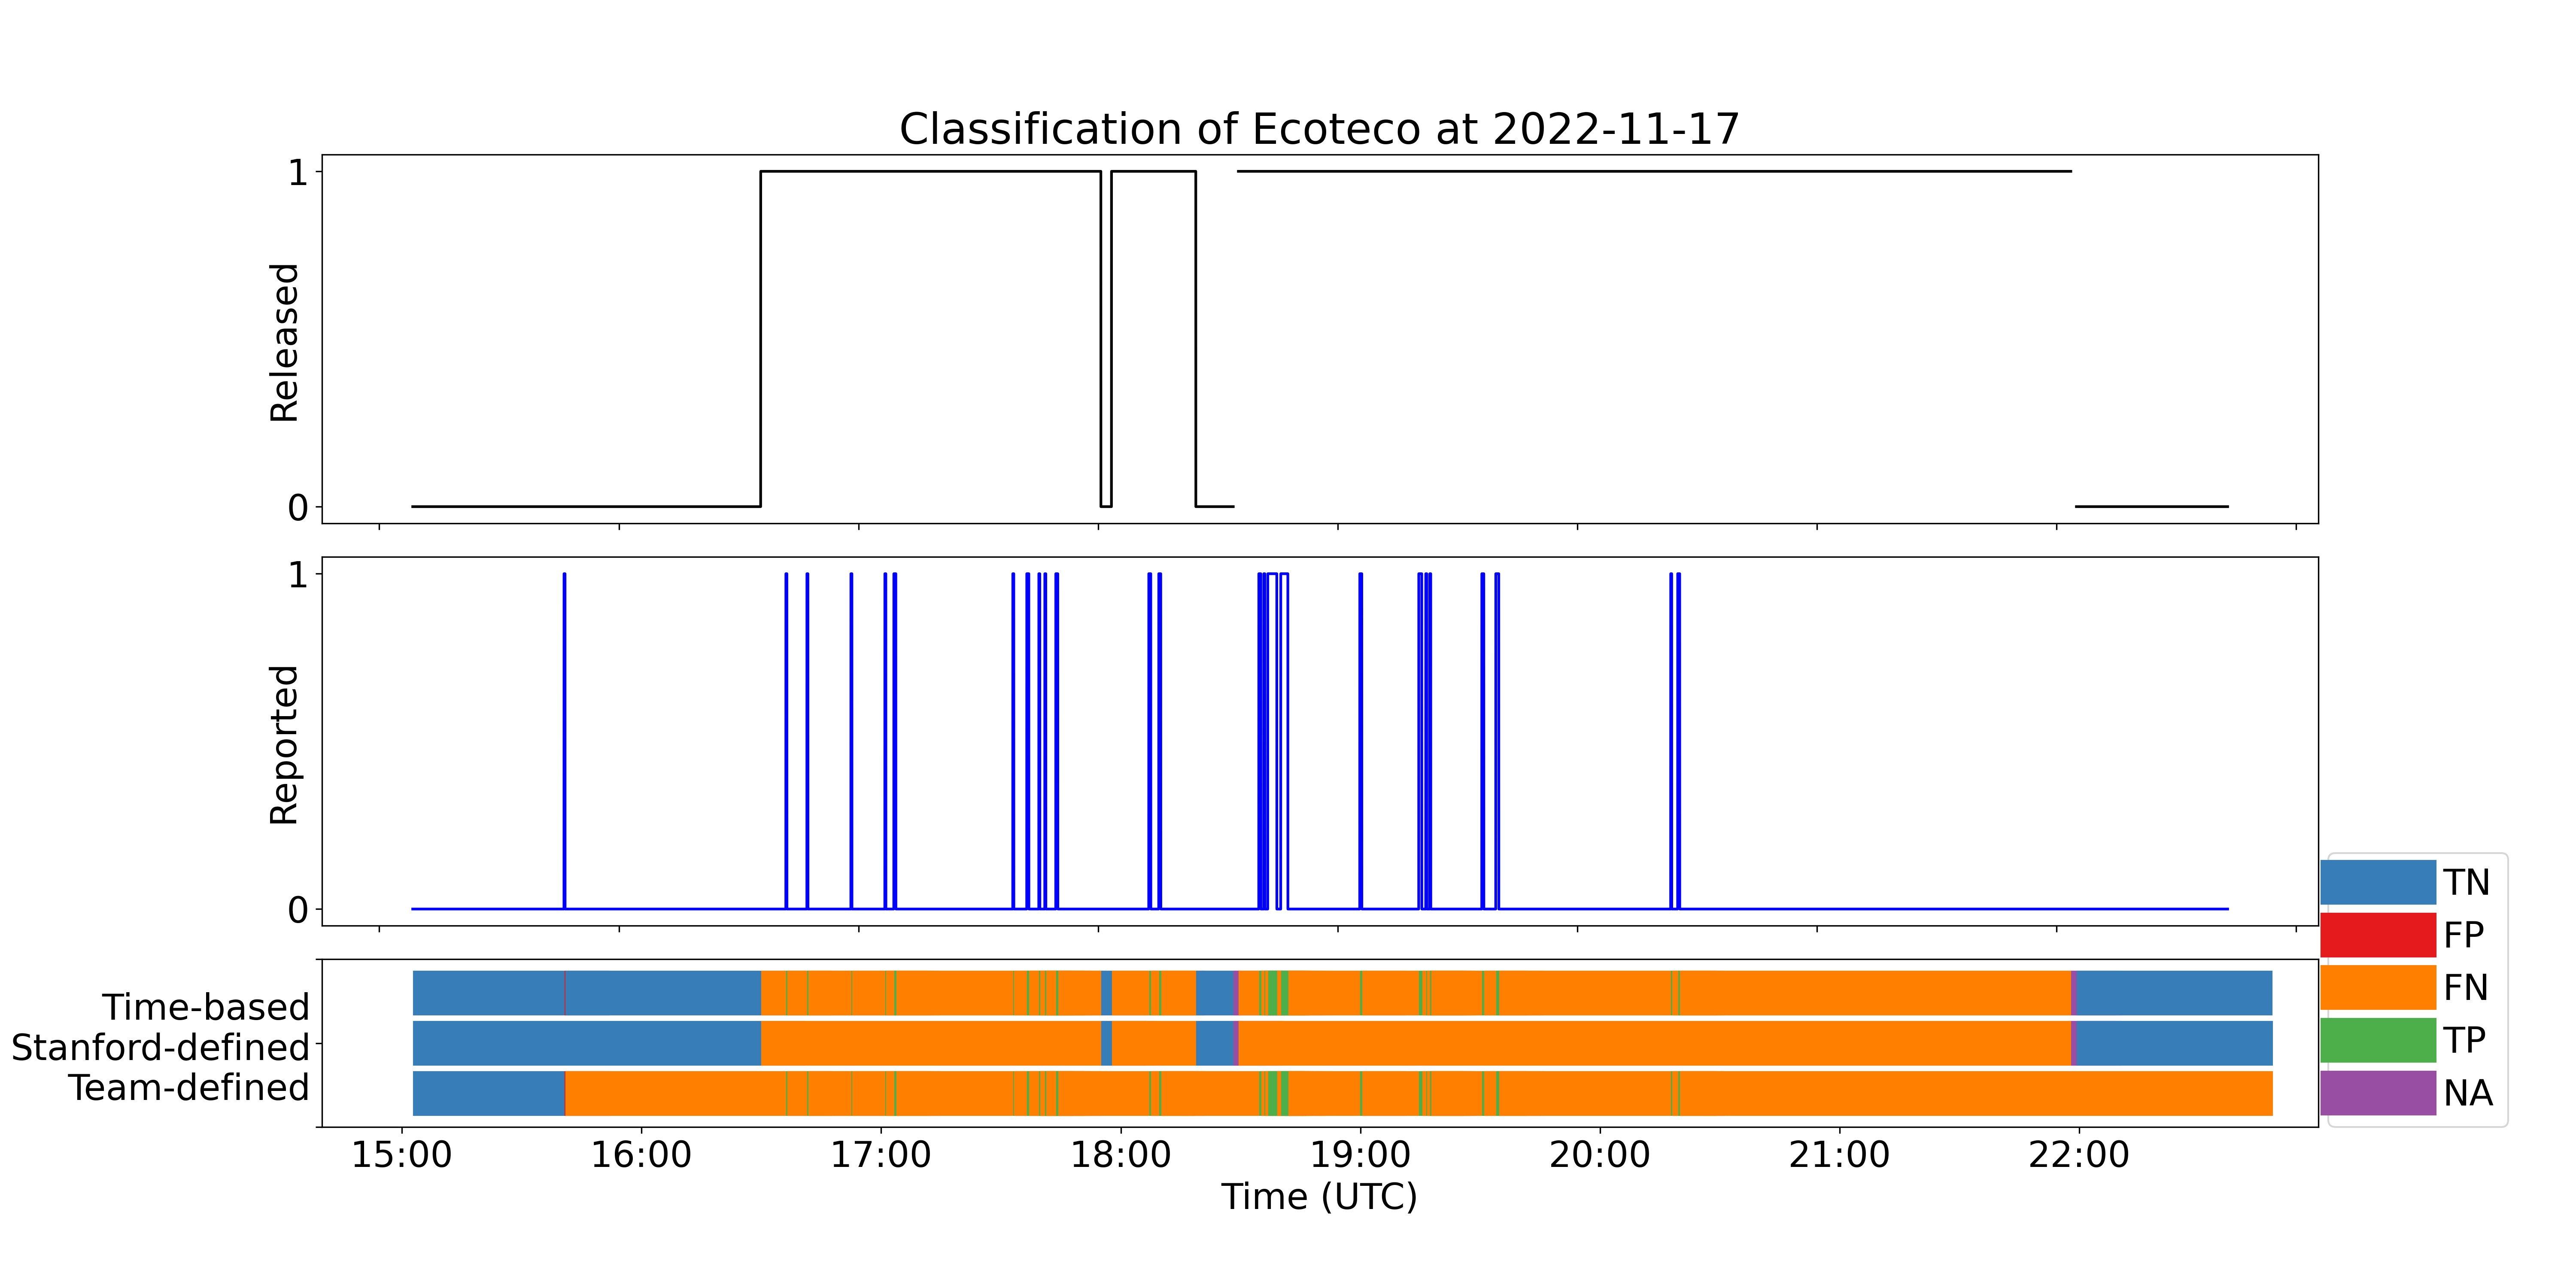 Classification of Ecoteco at 2022-11-17
1
Released
0
1
Reported
0
TN
FP
FN
TP
NA
Time-based
Stanford-defined
Team-defined
15:00 16:00 17:00 18:00 19:00 20:00 21:00 22:00
Time (UTC)